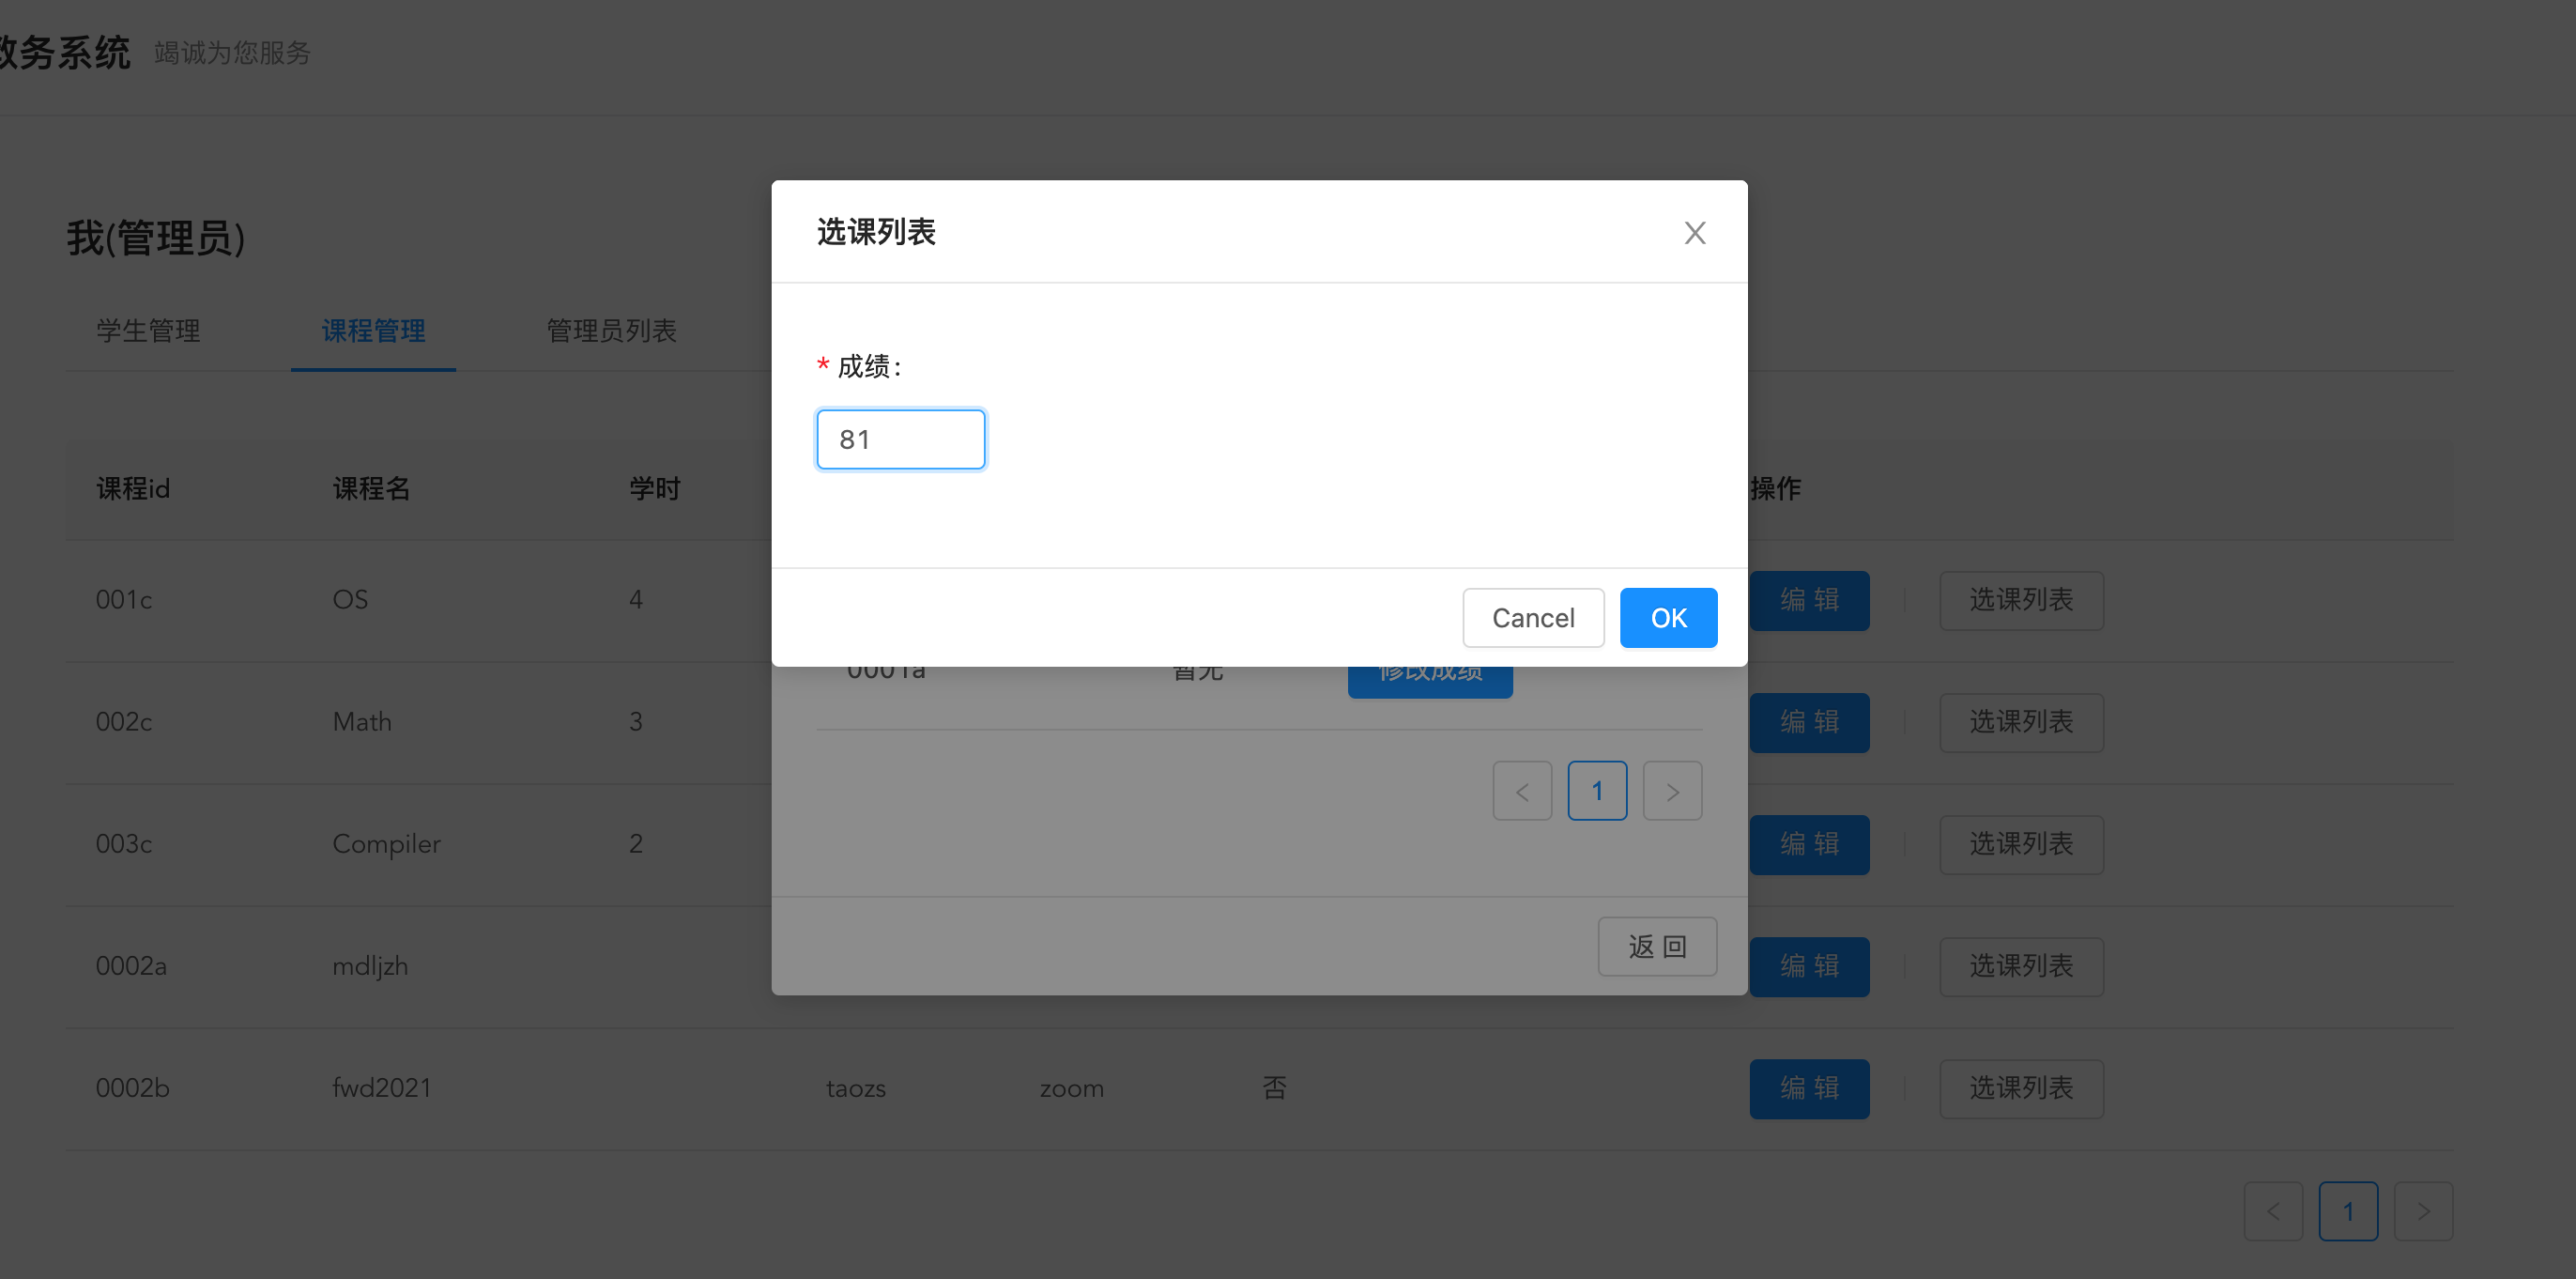 教务系统 竭诚为您服务
我(管理员)
学生管理 课程管理 管理员列表
选课列表
* 成绩:
81
Cancel OK
课程id 课程名 学时 操作
001c OS 4 编 辑 选课列表
0001a 暂无 修改成绩
002c Math 3 编 辑 选课列表
< 1 >
003c Compiler 2 编 辑 选课列表
返 回
0002a mdljzh 编 辑 选课列表
0002b fwd2021 taozs zoom 否 编 辑 选课列表
< 1 >